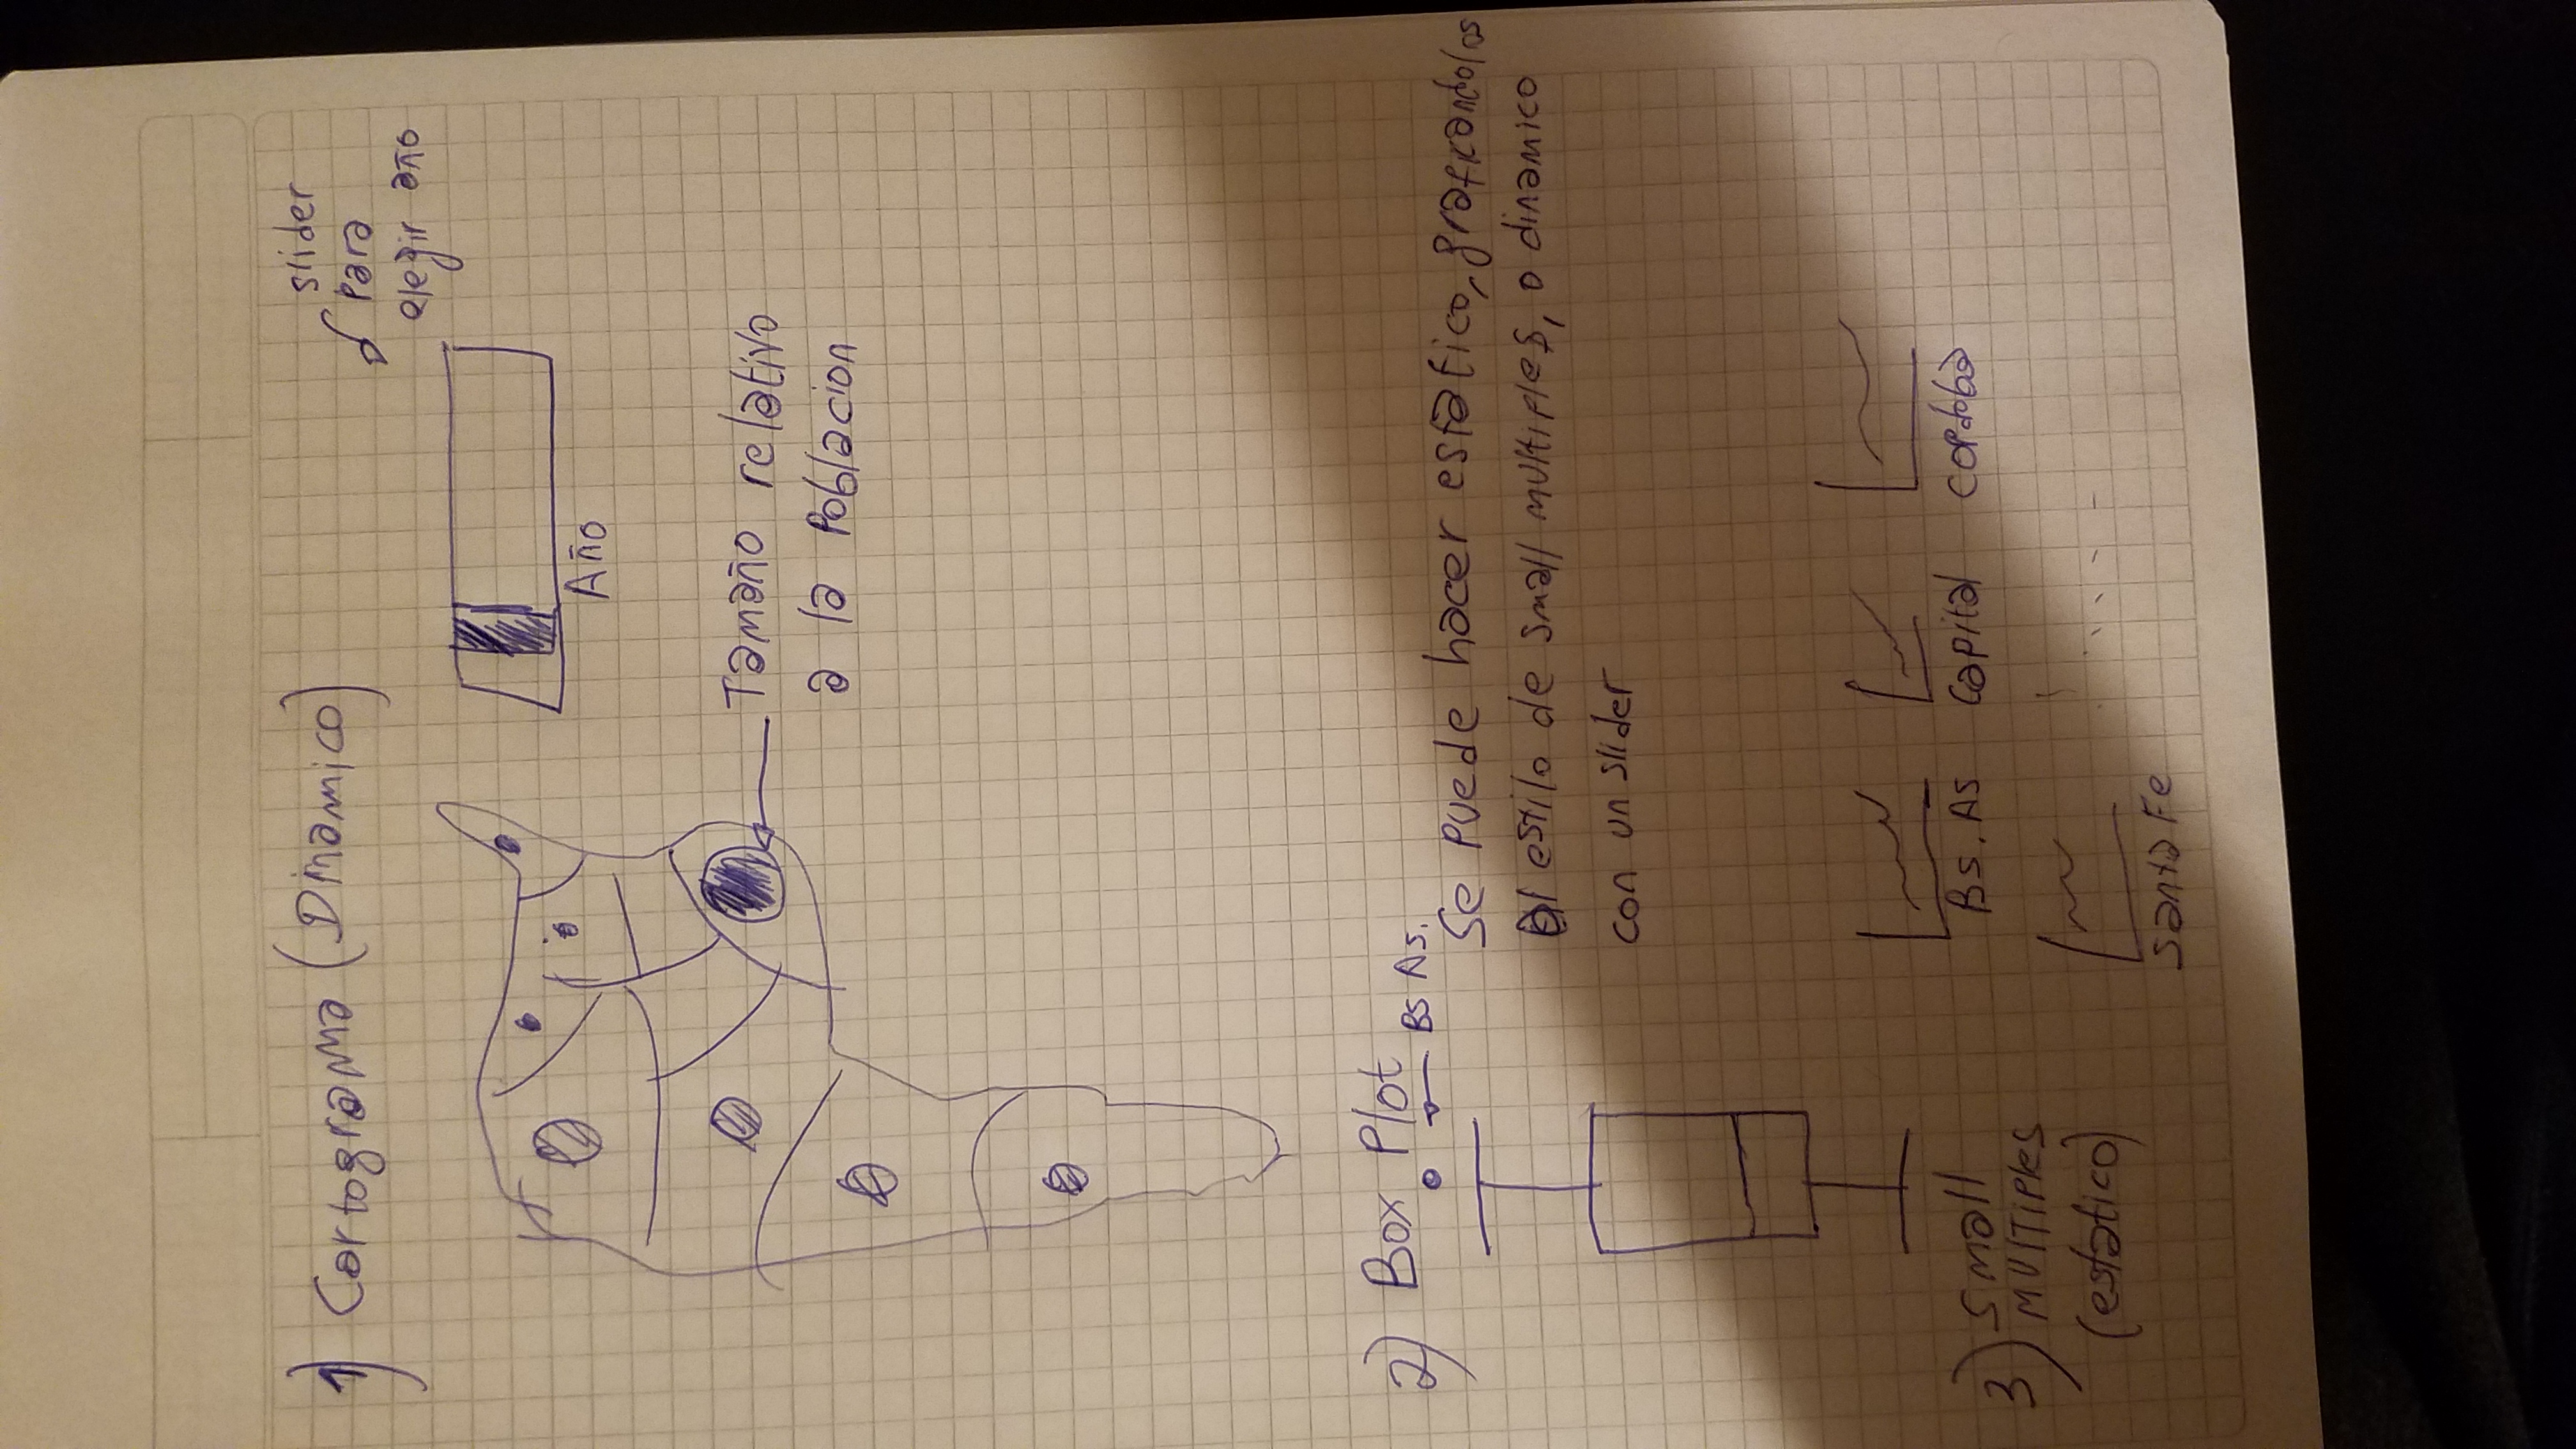 1) Cartograma (Dinamico)
slider
para
elegir año
Año
Tamaño relativo
a la Poblacion
2) Box Plot
Bs As.
Se puede hacer estatico, graficandolos
al estilo de small multiples, o dinamico
con un slider
3) Small
multiples
(estatico)
Bs. As
Capital
Cordoba
Santa Fe